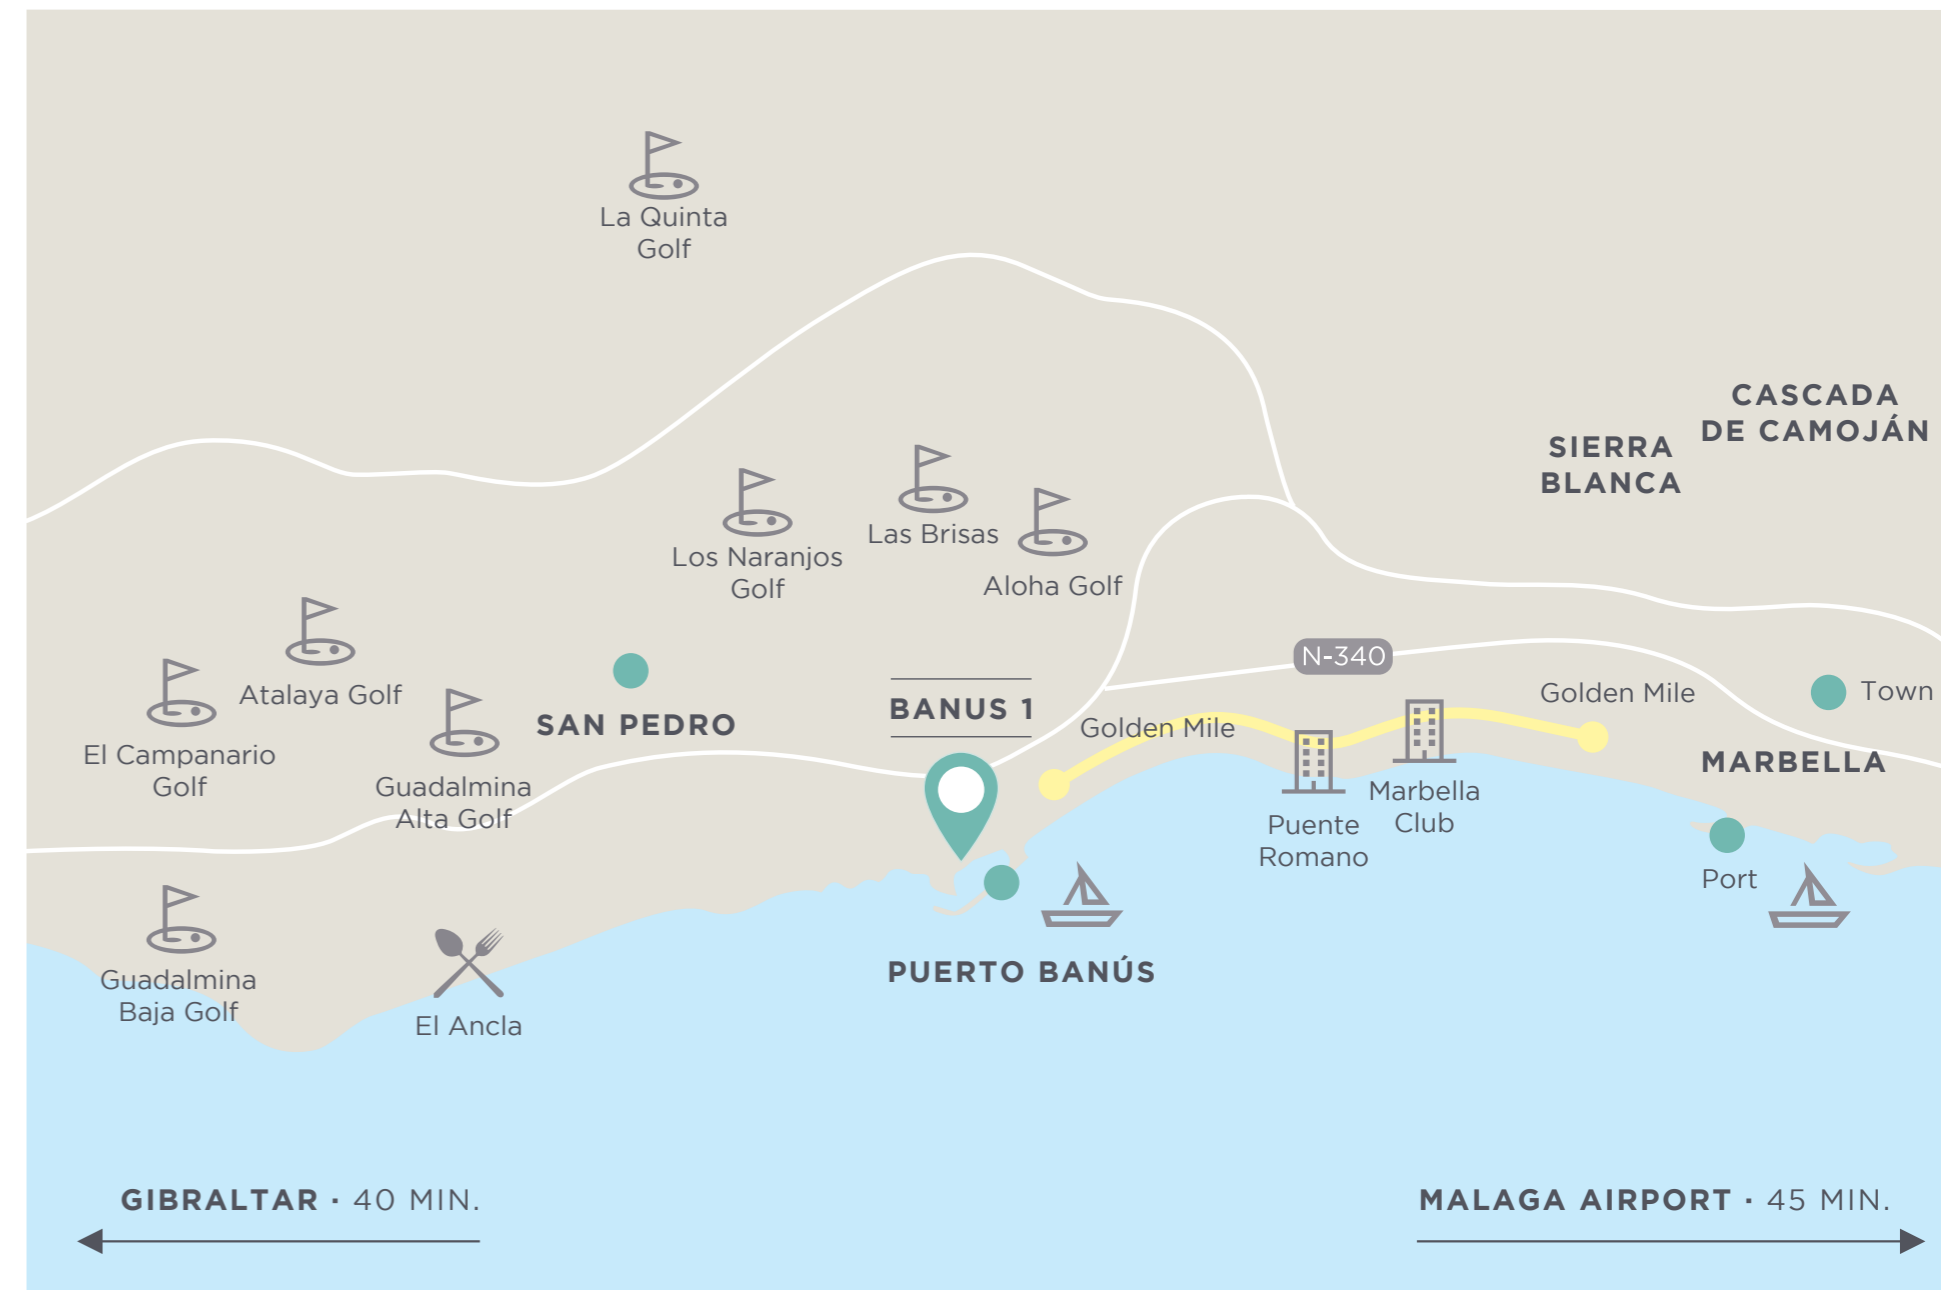 La Quinta
Golf
CASCADA
DE CAMOJÁN
SIERRA
BLANCA
Las Brisas
Los Naranjos
Golf
Aloha Golf
N-340
Atalaya Golf
El Campanario
Golf
Guadalmina
Alta Golf
SAN PEDRO
BANUS 1
Golden Mile
Golden Mile
Town
MARBELLA
Marbella
Club
Puente
Romano
Port
Guadalmina
Baja Golf
El Ancla
PUERTO BANÚS
GIBRALTAR · 40 MIN.
MALAGA AIRPORT · 45 MIN.